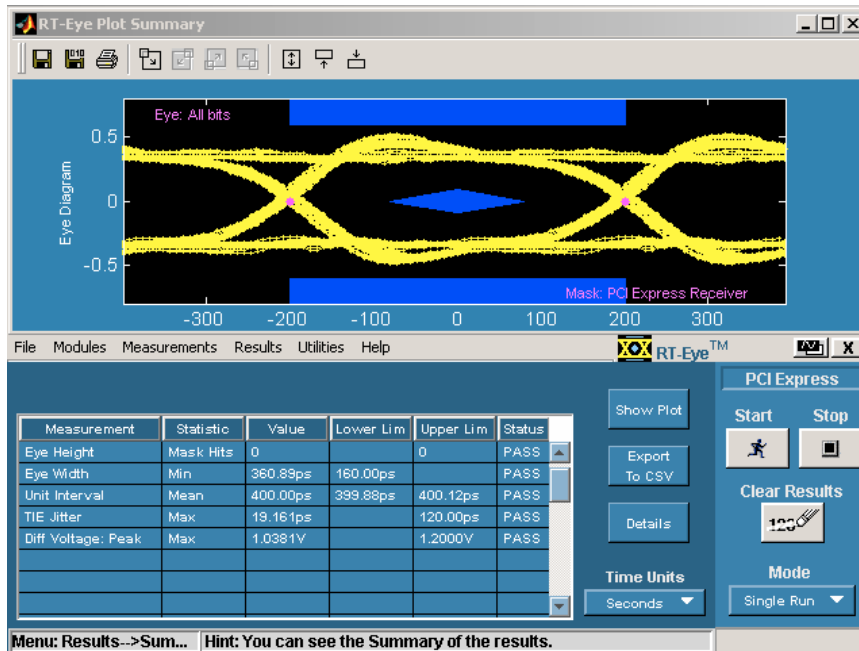 RT-Eye Plot Summary
Eye: All bits
0.5
0
-0.5
Eye Diagram
Mask: PCI Express Receiver
-300 -200 -100 0 100 200 300
File Modules Measurements Results Utilities Help RT-Eye™ X
PCI Express
Show Plot
Start Stop
Measurement Statistic Value Lower Lim Upper Lim Status
Eye Height Mask Hits 0 0 PASS
Eye Width Min 360.89ps 160.00ps PASS
Unit Interval Mean 400.00ps 399.88ps 400.12ps PASS
TIE Jitter Max 19.161ps 120.00ps PASS
Diff Voltage: Peak Max 1.0381V 1.2000V PASS
Export
To CSV
Clear Results
123
Details
Time Units
Seconds
Mode
Single Run
Menu: Results-->Sum... Hint: You can see the Summary of the results.